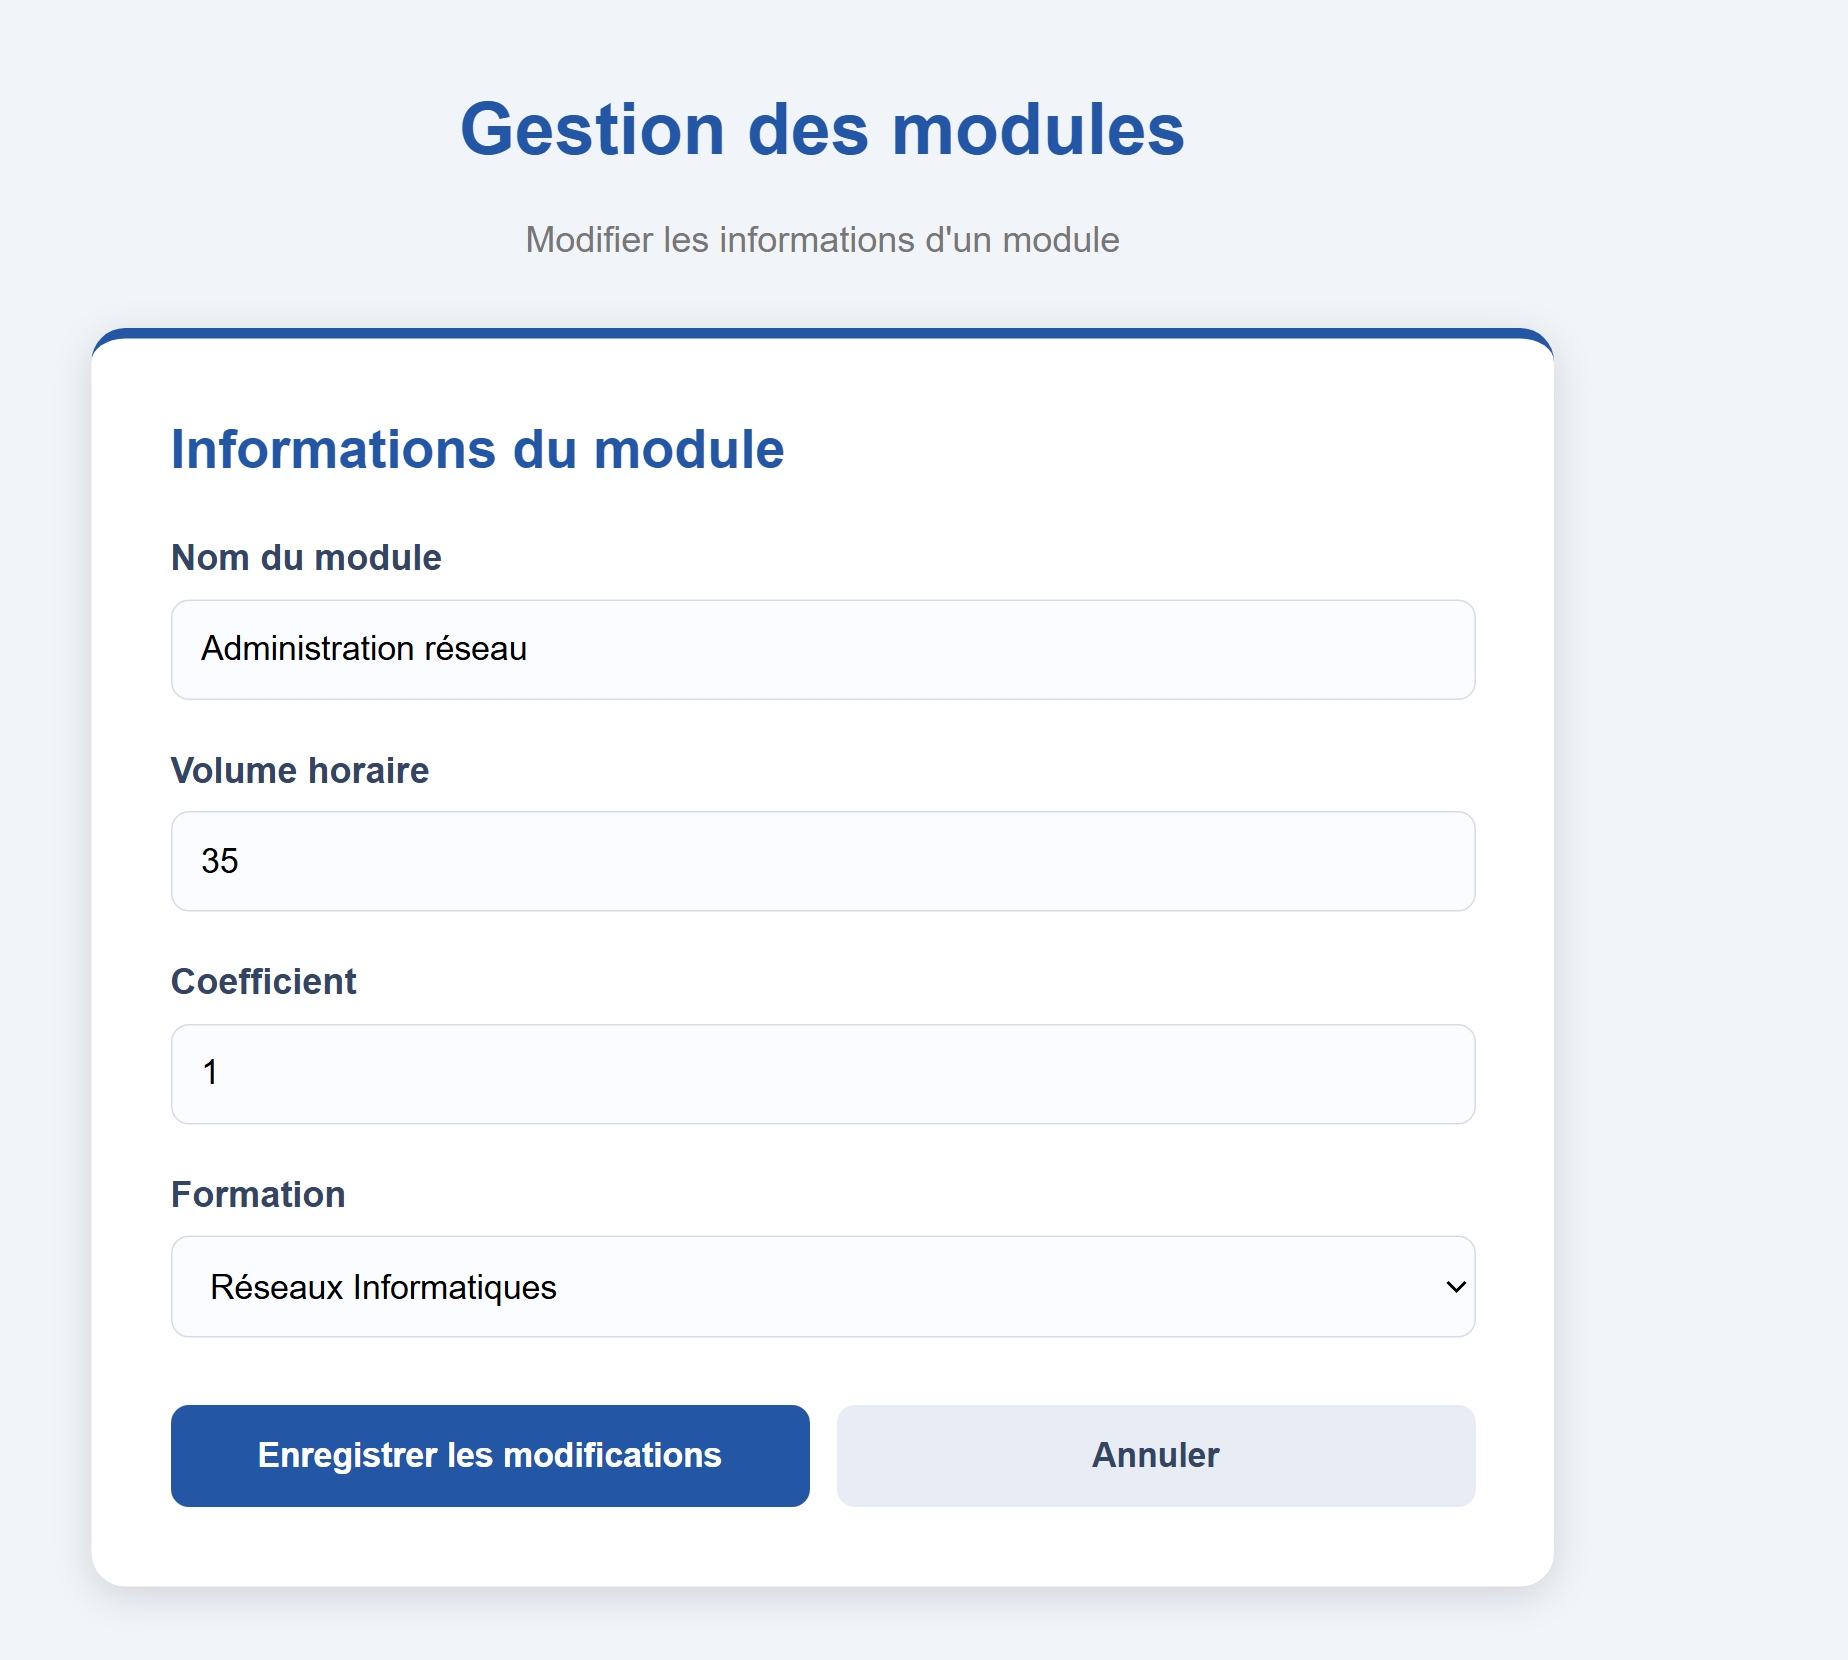 Gestion des modules
Modifier les informations d'un module
Informations du module
Nom du module
Administration réseau
Volume horaire
35
Coefficient
1
Formation
Réseaux Informatiques
Enregistrer les modifications
Annuler